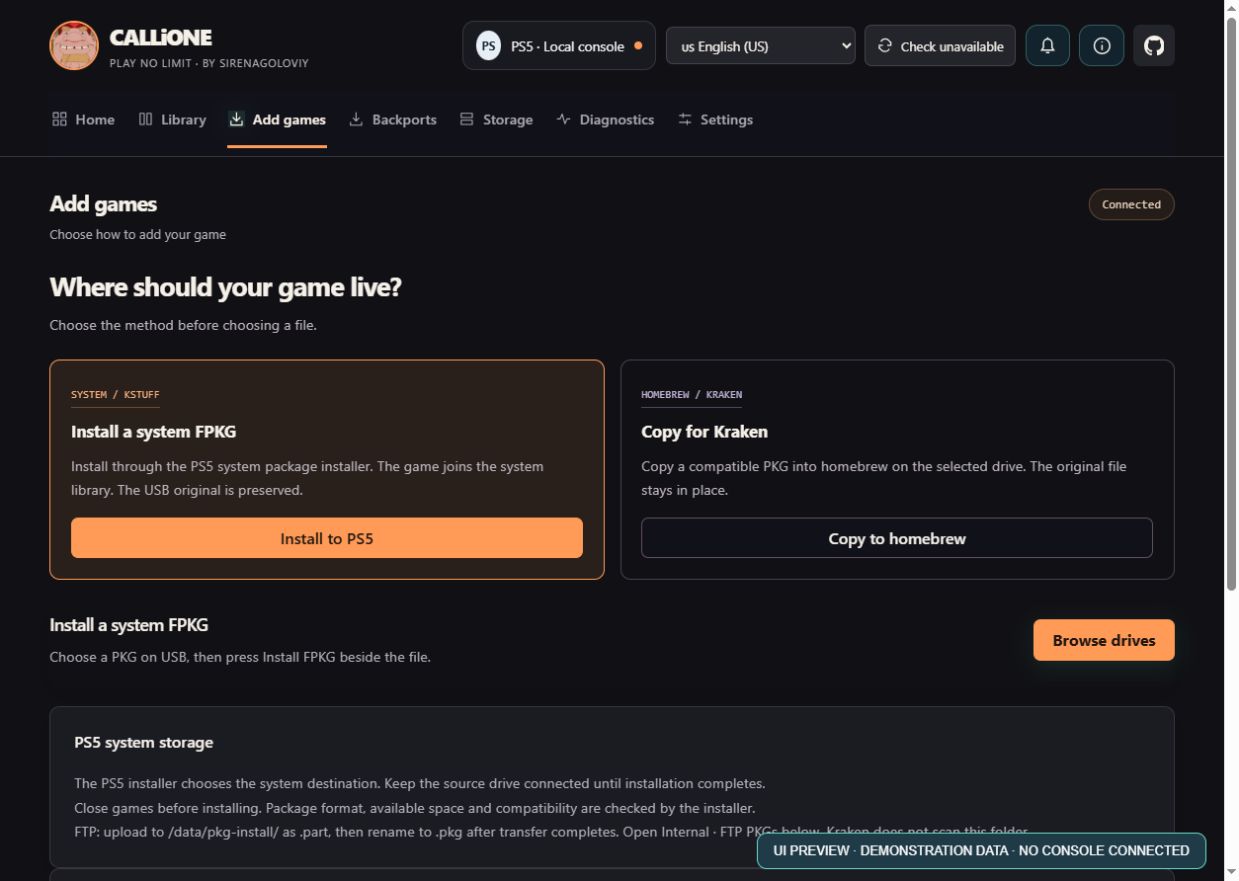 CALLiONE
PLAY NO LIMIT · BY SIRENAGOLOVIY
PS PS5 · Local console
us English (US)
Check unavailable
Home
Library
Add games
Backports
Storage
Diagnostics
Settings
Add games
Connected
Choose how to add your game
Where should your game live?
Choose the method before choosing a file.
SYSTEM / KSTUFF
Install a system FPKG
Install through the PS5 system package installer. The game joins the system
library. The USB original is preserved.
Install to PS5
HOMEBREW / KRAKEN
Copy for Kraken
Copy a compatible PKG into homebrew on the selected drive. The original file
stays in place.
Copy to homebrew
Install a system FPKG
Choose a PKG on USB, then press Install FPKG beside the file.
Browse drives
PS5 system storage
The PS5 installer chooses the system destination. Keep the source drive connected until installation completes.
Close games before installing. Package format, available space and compatibility are checked by the installer.
FTP: upload to /data/pkg-install/ as .part, then rename to .pkg after transfer completes. Open Internal · FTP PKGs below. Kraken does not scan this folder.
UI PREVIEW · DEMONSTRATION DATA · NO CONSOLE CONNECTED